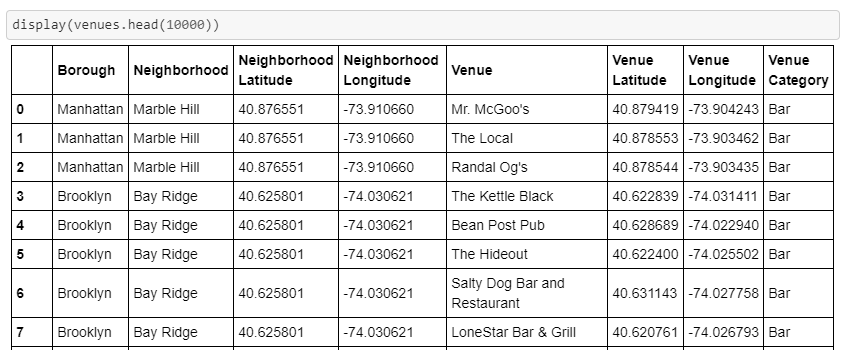 display(venues.head(10000))
Borough Neighborhood Neighborhood Latitude Neighborhood Longitude Venue Venue Latitude Venue Longitude Venue Category
0 Manhattan Marble Hill 40.876551 -73.910660 Mr. McGoo's 40.879419 -73.904243 Bar
1 Manhattan Marble Hill 40.876551 -73.910660 The Local 40.878553 -73.903462 Bar
2 Manhattan Marble Hill 40.876551 -73.910660 Randal Og's 40.878544 -73.903435 Bar
3 Brooklyn Bay Ridge 40.625801 -74.030621 The Kettle Black 40.622839 -74.031411 Bar
4 Brooklyn Bay Ridge 40.625801 -74.030621 Bean Post Pub 40.628689 -74.022940 Bar
5 Brooklyn Bay Ridge 40.625801 -74.030621 The Hideout 40.622400 -74.025502 Bar
6 Brooklyn Bay Ridge 40.625801 -74.030621 Salty Dog Bar and Restaurant 40.631143 -74.027758 Bar
7 Brooklyn Bay Ridge 40.625801 -74.030621 LoneStar Bar & Grill 40.620761 -74.026793 Bar